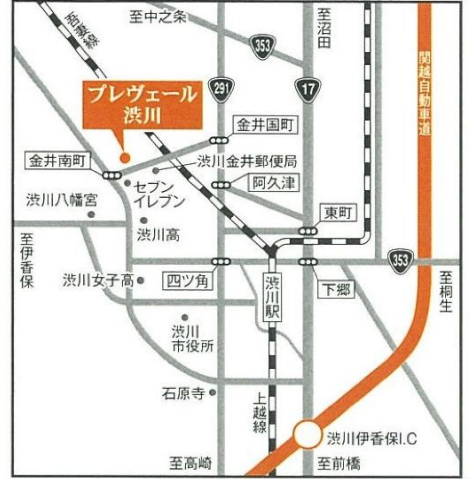 至中之条
至沼田
吾妻線
353
関越自動車道
291
17
プレヴェール
渋川
金井国町
金井南町
渋川金井郵便局
セブン
イレブン
阿久津
渋川八幡宮
渋川高
東町
至伊香保
353
渋川女子高
四ツ角
渋川駅
下郷
至桐生
渋川
市役所
石原寺
上越線
渋川伊香保I.C
至高崎
至前橋